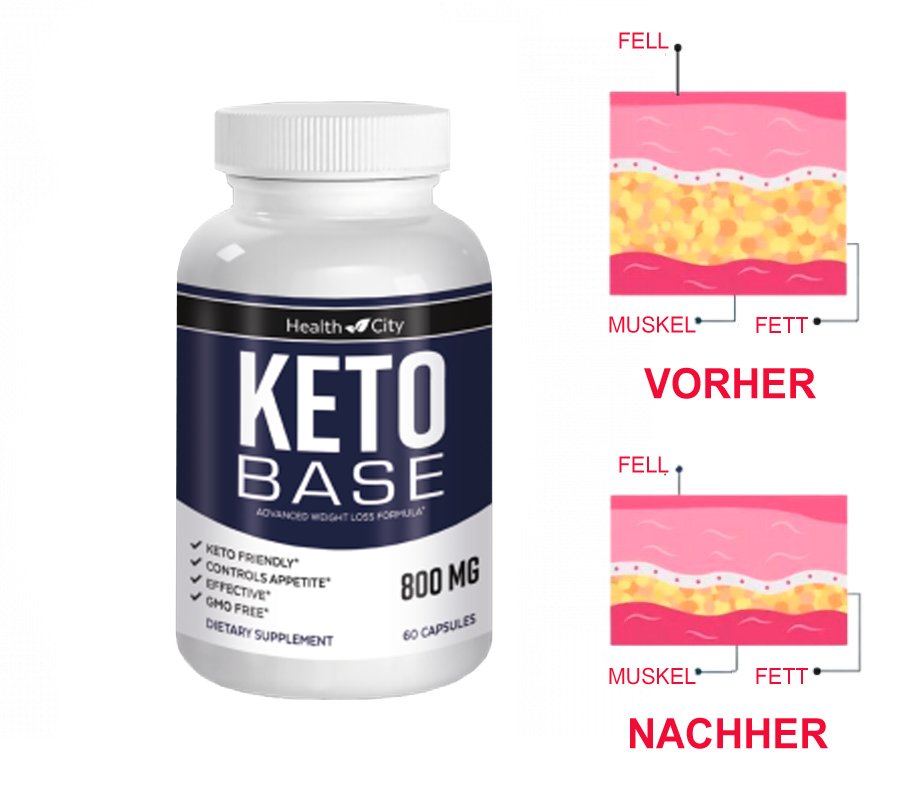 Health City
KETO
BASE
ADVANCED WEIGHT LOSS FORMULA*
KETO FRIENDLY*
CONTROLS APPETITE*
EFFECTIVE*
GMO FREE*
DIETARY SUPPLEMENT
800 MG
60 CAPSULES
FELL
MUSKEL
FETT
VORHER
FELL
MUSKEL
FETT
NACHHER